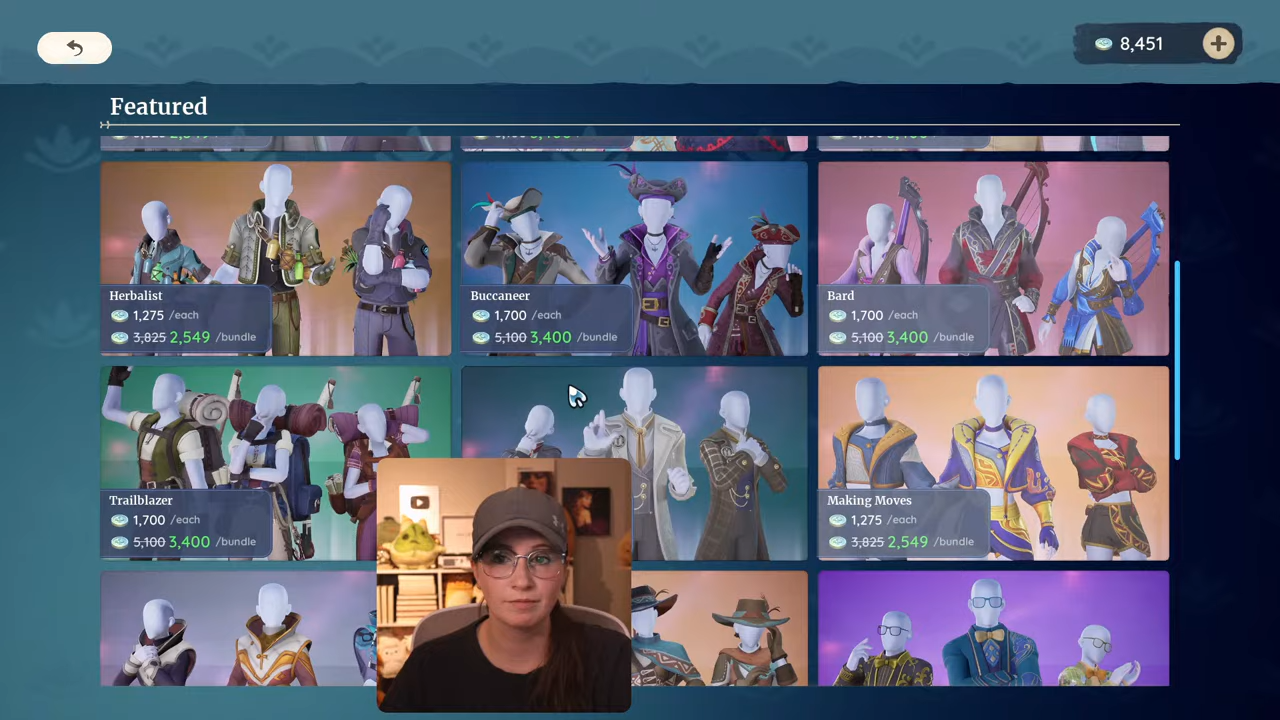 8,451
Featured
Herbalist
1,275 /each
3,825 2,549 /bundle
Buccaneer
1,700 /each
5,100 3,400 /bundle
Bard
1,700 /each
5,100 3,400 /bundle
Trailblazer
1,700 /each
5,100 3,400 /bundle
Making Moves
1,275 /each
3,825 2,549 /bundle